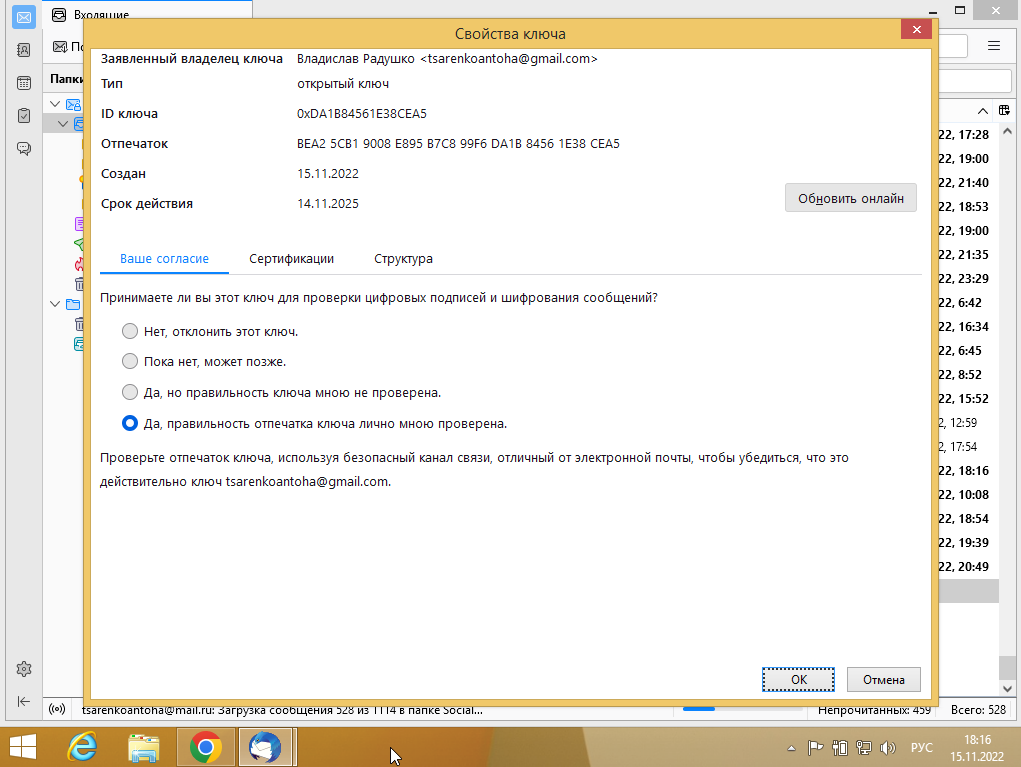 Входящие
Свойства ключа
Папки
Заявленный владелец ключа Владислав Радушко <tsarenkoantoha@gmail.com>
Тип открытый ключ
ID ключа 0xDA1B84561E38CEA5
Отпечаток BEA2 5CB1 9008 E895 B7C8 99F6 DA1B 8456 1E38 CEA5
Создан 15.11.2022
Срок действия 14.11.2025
Обновить онлайн
Ваше согласие Сертификации Структура
Принимаете ли вы этот ключ для проверки цифровых подписей и шифрования сообщений?
Нет, отклонить этот ключ.
Пока нет, может позже.
Да, но правильность ключа мною не проверена.
Да, правильность отпечатка ключа лично мною проверена.
Проверьте отпечаток ключа, используя безопасный канал связи, отличный от электронной почты, чтобы убедиться, что это
действительно ключ tsarenkoantoha@gmail.com.
OK Отмена
22, 17:28
22, 19:00
22, 21:40
22, 18:53
22, 19:00
22, 21:35
22, 23:29
22, 6:42
22, 16:34
22, 6:45
22, 8:52
22, 15:52
2, 12:59
2, 17:54
22, 18:16
22, 10:08
22, 18:54
22, 19:39
22, 20:49
tsarenkoantoha@mail.ru: Загрузка сообщения 528 из 1114 в папке Social... Непрочитанных: 459 Всего: 528
РУС
18:16
15.11.2022